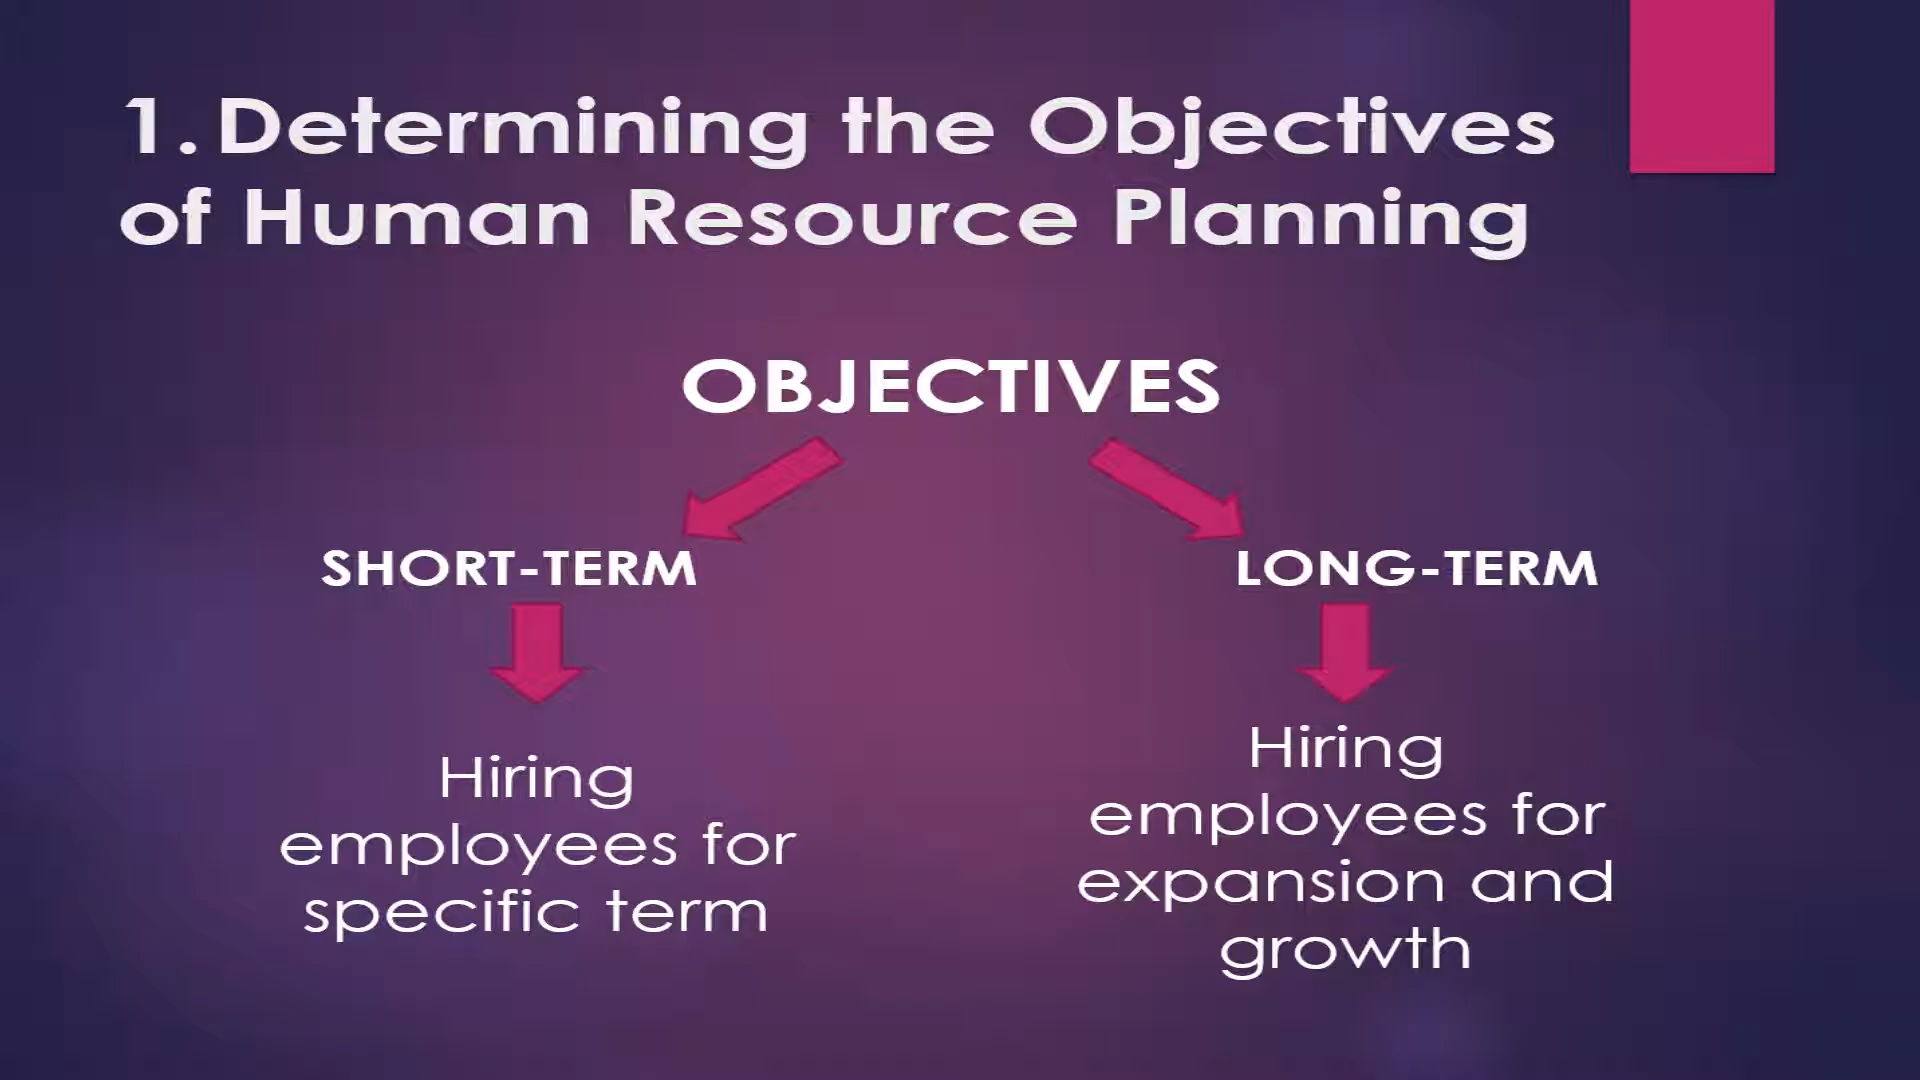 1. Determining the Objectives
of Human Resource Planning
OBJECTIVES
SHORT-TERM
LONG-TERM
Hiring
employees for
specific term
Hiring
employees for
expansion and
growth